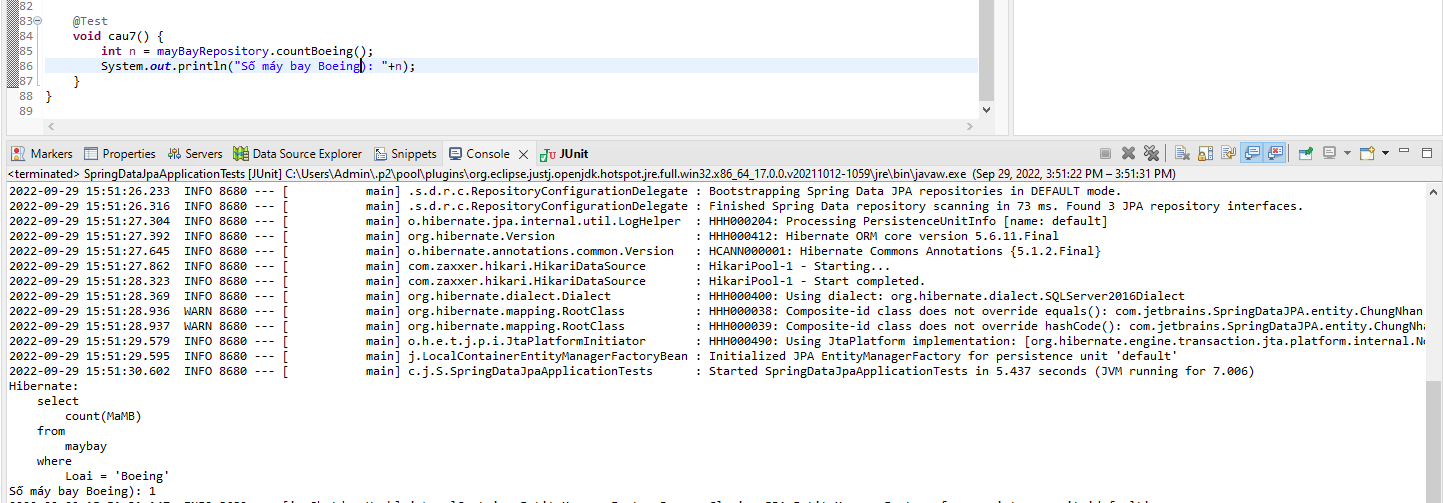 82
83 @Test
84 void cau7() {
85 int n = mayBayRepository.countBoeing();
86 System.out.println("Số máy bay Boeing): "+n);
87 }
88 }
89
Markers Properties Servers Data Source Explorer Snippets Console JUnit
<terminated> SpringDataJpaApplicationTests [JUnit] C:\Users\Admin\.p2\pool\plugins\org.eclipse.justj.openjdk.hotspot.jre.full.win32.x86_64_17.0.0.v20211012-1059\jre\bin\javaw.exe (Sep 29, 2022, 3:51:22 PM – 3:51:31 PM)
2022-09-29 15:51:26.233 INFO 8680 --- [ main] .s.d.r.c.RepositoryConfigurationDelegate : Bootstrapping Spring Data JPA repositories in DEFAULT mode.
2022-09-29 15:51:26.316 INFO 8680 --- [ main] .s.d.r.c.RepositoryConfigurationDelegate : Finished Spring Data repository scanning in 73 ms. Found 3 JPA repository interfaces.
2022-09-29 15:51:27.304 INFO 8680 --- [ main] o.hibernate.jpa.internal.util.LogHelper : HHH000204: Processing PersistenceUnitInfo [name: default]
2022-09-29 15:51:27.392 INFO 8680 --- [ main] org.hibernate.Version : HHH000412: Hibernate ORM core version 5.6.11.Final
2022-09-29 15:51:27.645 INFO 8680 --- [ main] o.hibernate.annotations.common.Version : HCANN000001: Hibernate Commons Annotations {5.1.2.Final}
2022-09-29 15:51:27.862 INFO 8680 --- [ main] com.zaxxer.hikari.HikariDataSource : HikariPool-1 - Starting...
2022-09-29 15:51:28.323 INFO 8680 --- [ main] com.zaxxer.hikari.HikariDataSource : HikariPool-1 - Start completed.
2022-09-29 15:51:28.369 INFO 8680 --- [ main] org.hibernate.dialect.Dialect : HHH000400: Using dialect: org.hibernate.dialect.SQLServer2016Dialect
2022-09-29 15:51:28.936 WARN 8680 --- [ main] org.hibernate.mapping.RootClass : HHH000038: Composite-id class does not override equals(): com.jetbrains.SpringDataJPA.entity.ChungNhan
2022-09-29 15:51:28.937 WARN 8680 --- [ main] org.hibernate.mapping.RootClass : HHH000039: Composite-id class does not override hashCode(): com.jetbrains.SpringDataJPA.entity.Chung
2022-09-29 15:51:29.579 INFO 8680 --- [ main] o.h.e.t.j.p.i.JtaPlatformInitiator : HHH000490: Using JtaPlatform implementation: [org.hibernate.engine.transaction.jta.platform.internal.No
2022-09-29 15:51:29.595 INFO 8680 --- [ main] j.LocalContainerEntityManagerFactoryBean : Initialized JPA EntityManagerFactory for persistence unit 'default'
2022-09-29 15:51:30.602 INFO 8680 --- [ main] c.j.S.SpringDataJpaApplicationTests : Started SpringDataJpaApplicationTests in 5.437 seconds (JVM running for 7.006)
Hibernate:
select
count(MaMB)
from
maybay
where
Loai = 'Boeing'
Số máy bay Boeing): 1